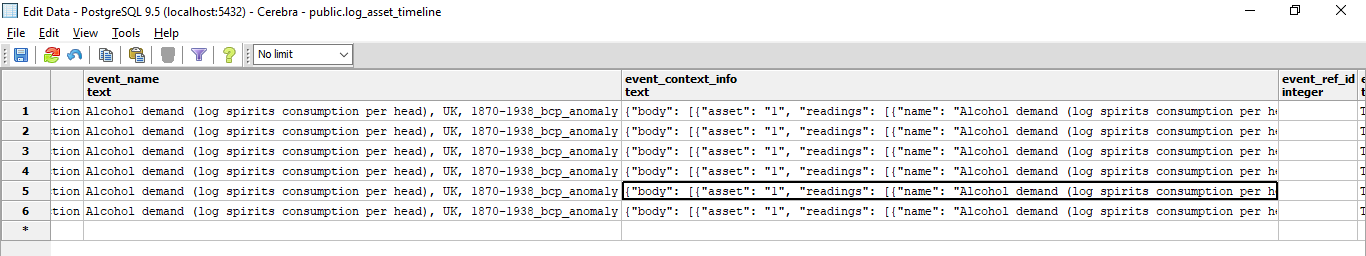 Edit Data - PostgreSQL 9.5 (localhost:5432) - Cerebra - public.log_asset_timeline
File Edit View Tools Help
No limit
event_name event_context_info event_ref_id e
text text integer t
1 ction Alcohol demand (log spirits consumption per head), UK, 1870-1938_bcp_anomaly {"body": [{"asset": "1", "readings": [{"name": "Alcohol demand (log spirits consumption per he T
2 ction Alcohol demand (log spirits consumption per head), UK, 1870-1938_bcp_anomaly {"body": [{"asset": "1", "readings": [{"name": "Alcohol demand (log spirits consumption per he T
3 ction Alcohol demand (log spirits consumption per head), UK, 1870-1938_bcp_anomaly {"body": [{"asset": "1", "readings": [{"name": "Alcohol demand (log spirits consumption per he T
4 ction Alcohol demand (log spirits consumption per head), UK, 1870-1938_bcp_anomaly {"body": [{"asset": "1", "readings": [{"name": "Alcohol demand (log spirits consumption per he T
5 ction Alcohol demand (log spirits consumption per head), UK, 1870-1938_bcp_anomaly {"body": [{"asset": "1", "readings": [{"name": "Alcohol demand (log spirits consumption per h T
6 ction Alcohol demand (log spirits consumption per head), UK, 1870-1938_bcp_anomaly {"body": [{"asset": "1", "readings": [{"name": "Alcohol demand (log spirits consumption per he T
*